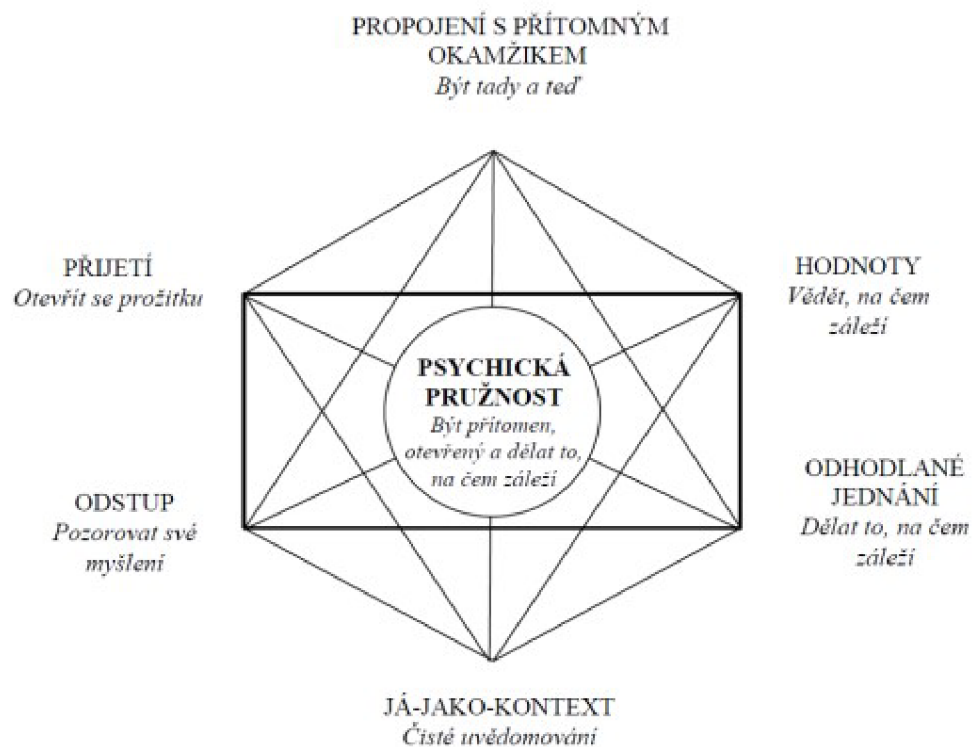 PROPOJENÍ S PŘÍTOMNÝM
OKAMŽIKEM
Být tady a teď
PŘIJETÍ
Otevřít se prožitku
HODNOTY
Vědět, na čem
záleží
PSYCHICKÁ
PRUŽNOST
Být přítomen,
otevřený a dělat to,
na čem záleží
ODSTUP
Pozorovat své
myšlení
ODHODLANÉ
JEDNÁNÍ
Dělat to, na čem
záleží
JÁ-JAKO-KONTEXT
Čisté uvědomování